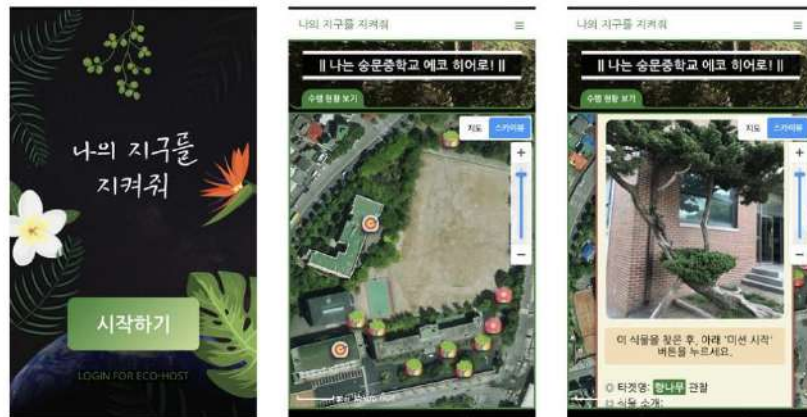 나의 지구를
지켜줘
시작하기
LOGIN FOR ECO-HOST
나의 지구를 지켜줘
|| 나는 숭문중학교 에코 히어로! ||
수행 현황 보기
지도 스카이뷰
+
−
나의 지구를 지켜줘
|| 나는 숭문중학교 에코 히어로! ||
수행 현황 보기
지도 스카이뷰
+
−
이 식물을 찾은 후, 아래 '미션 시작'
버튼을 누르세요.
◎ 타겟명: 향나무 관찰
◎ 식물 소개: